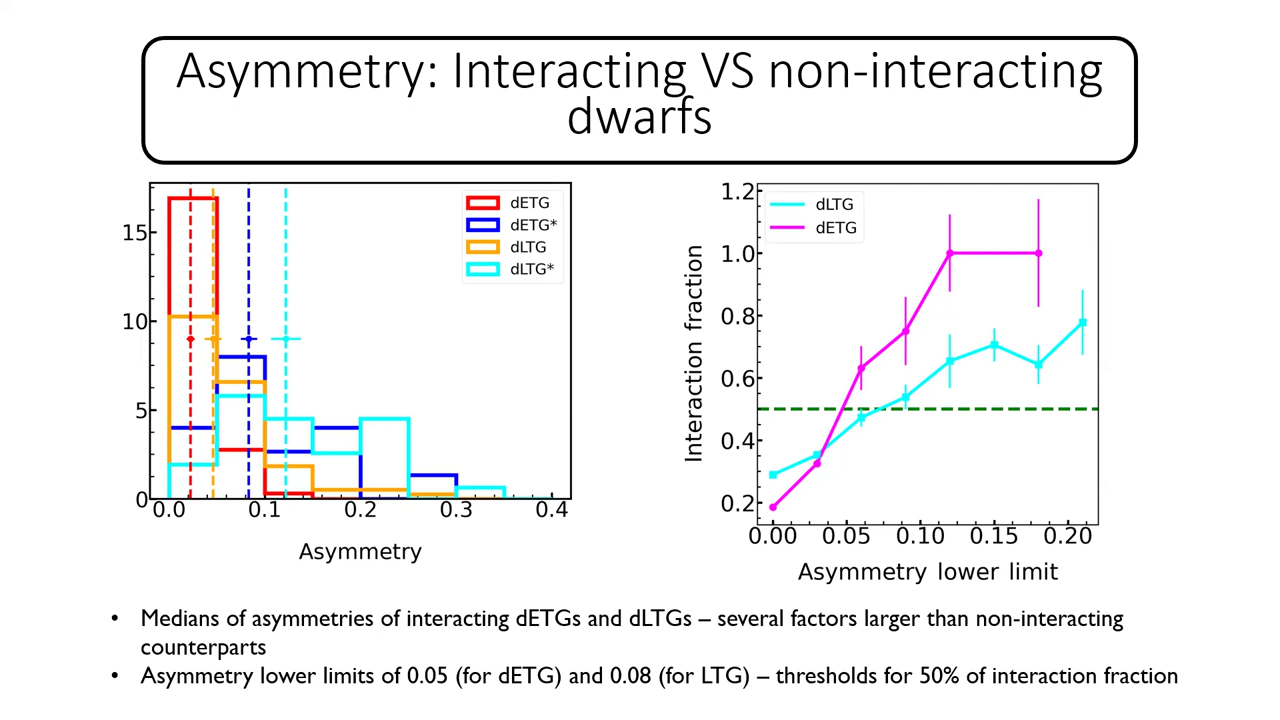 Asymmetry: Interacting VS non-interacting
dwarfs
15
10
5
0
0.0 0.1 0.2 0.3 0.4
Asymmetry
dETG
dETG*
dLTG
dLTG*
1.2
1.0
0.8
0.6
0.4
0.2
Interaction fraction
dLTG
dETG
0.00 0.05 0.10 0.15 0.20
Asymmetry lower limit
• Medians of asymmetries of interacting dETGs and dLTGs – several factors larger than non-interacting
counterparts
• Asymmetry lower limits of 0.05 (for dETG) and 0.08 (for LTG) – thresholds for 50% of interaction fraction